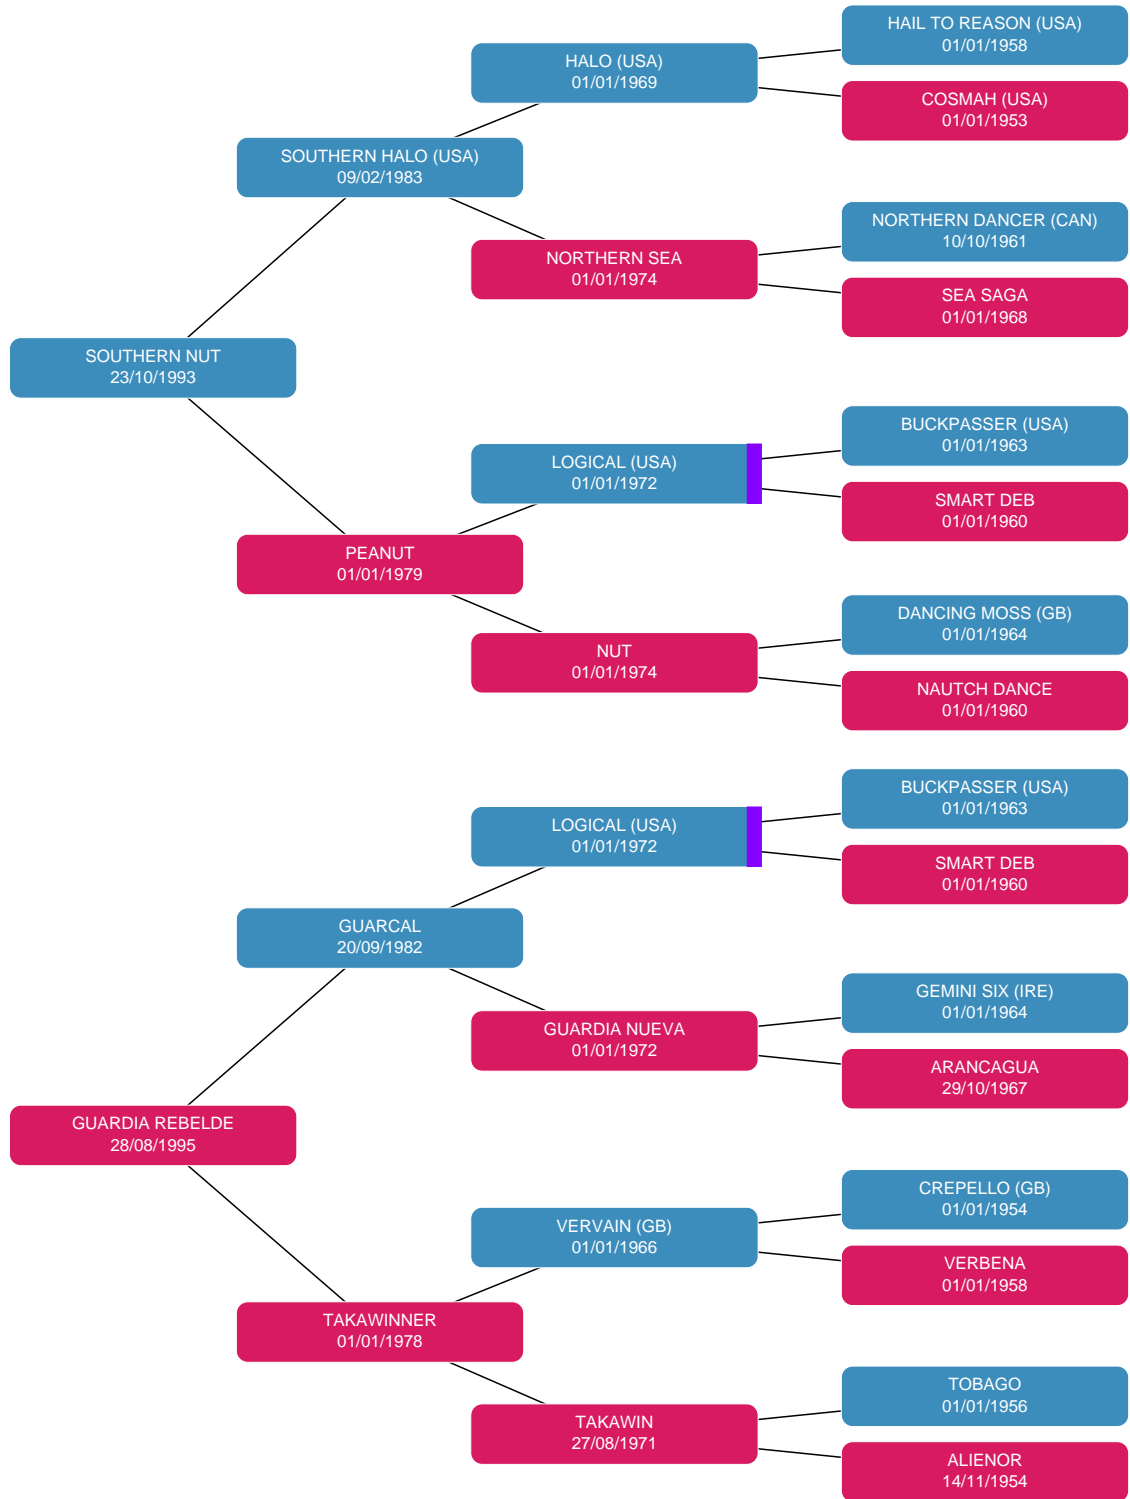 HAIL TO REASON (USA)
01/01/1958
HALO (USA)
01/01/1969
COSMAH (USA)
01/01/1953
SOUTHERN HALO (USA)
09/02/1983
NORTHERN DANCER (CAN)
10/10/1961
NORTHERN SEA
01/01/1974
SEA SAGA
01/01/1968
SOUTHERN NUT
23/10/1993
BUCKPASSER (USA)
01/01/1963
LOGICAL (USA)
01/01/1972
SMART DEB
01/01/1960
PEANUT
01/01/1979
DANCING MOSS (GB)
01/01/1964
NUT
01/01/1974
NAUTCH DANCE
01/01/1960
BUCKPASSER (USA)
01/01/1963
LOGICAL (USA)
01/01/1972
SMART DEB
01/01/1960
GUARCAL
20/09/1982
GEMINI SIX (IRE)
01/01/1964
GUARDIA NUEVA
01/01/1972
ARANCAGUA
29/10/1967
GUARDIA REBELDE
28/08/1995
CREPELLO (GB)
01/01/1954
VERVAIN (GB)
01/01/1966
VERBENA
01/01/1958
TAKAWINNER
01/01/1978
TOBAGO
01/01/1956
TAKAWIN
27/08/1971
ALIENOR
14/11/1954